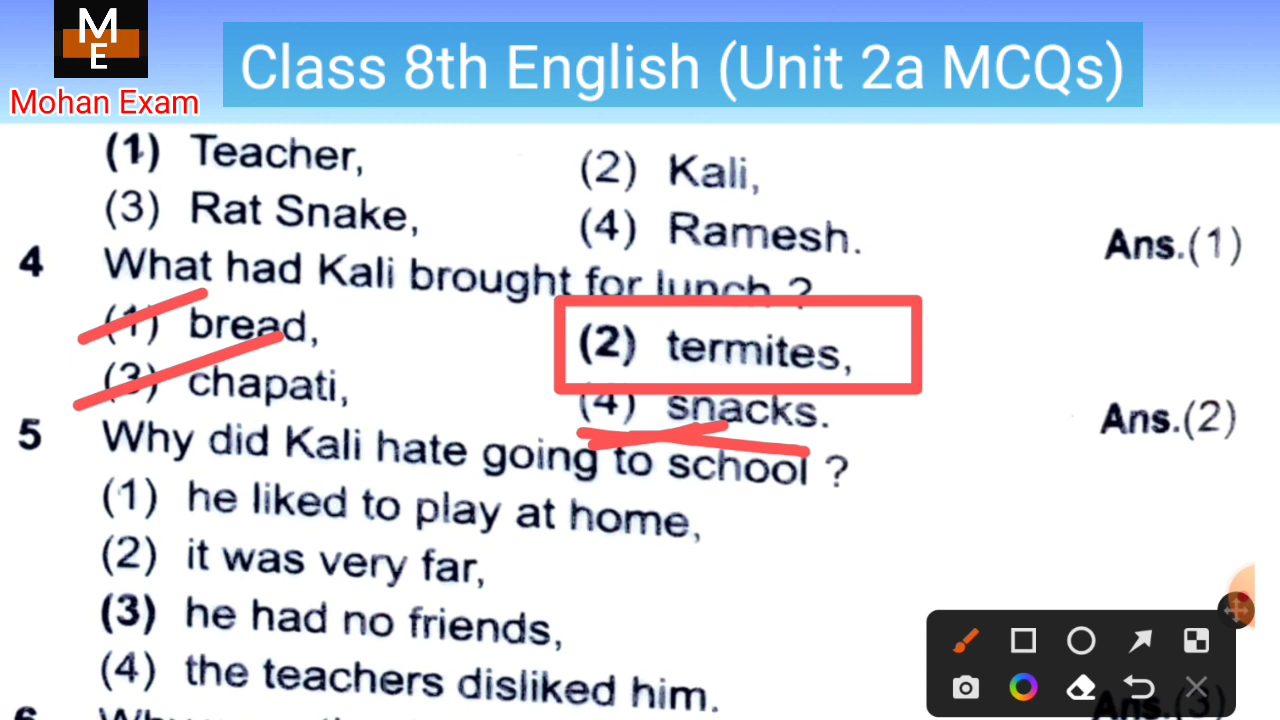 ME
Mohan Exam
Class 8th English (Unit 2a MCQs)
(1) Teacher, (2) Kali,
(3) Rat Snake, (4) Ramesh. Ans.(1)
4 What had Kali brought for lunch ?
(1) bread, (2) termites,
(3) chapati, (4) snacks. Ans.(2)
5 Why did Kali hate going to school ?
(1) he liked to play at home,
(2) it was very far,
(3) he had no friends,
(4) the teachers disliked him. Ans.(3)
6